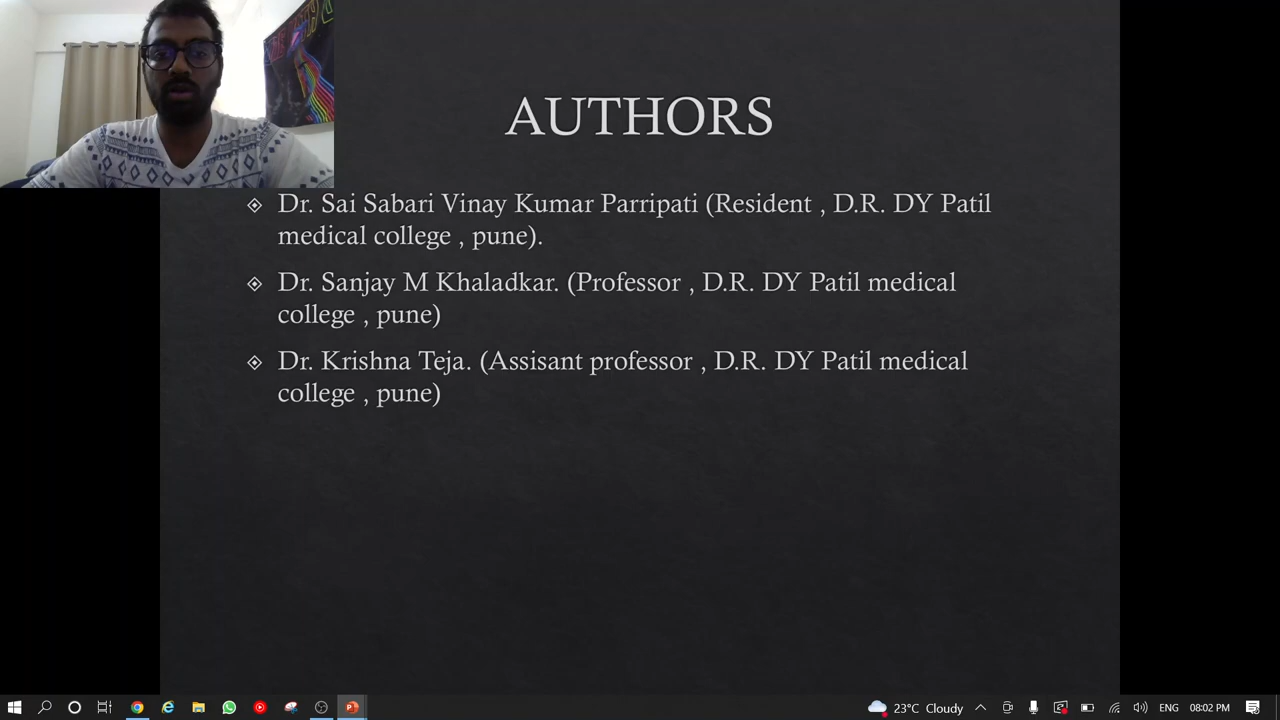 AUTHORS
Dr. Sai Sabari Vinay Kumar Parripati (Resident , D.R. DY Patil
medical college , pune).
Dr. Sanjay M Khaladkar. (Professor , D.R. DY Patil medical
college , pune)
Dr. Krishna Teja. (Assisant professor , D.R. DY Patil medical
college , pune)
23°C Cloudy
ENG
08:02 PM